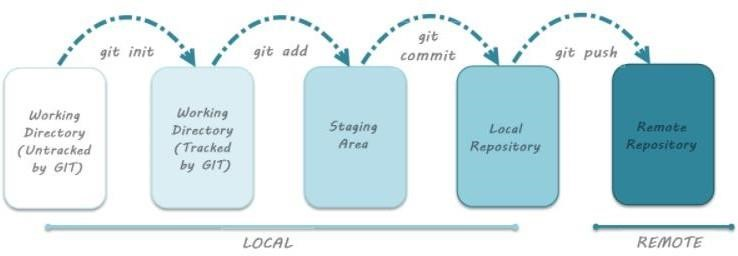 git init
git add
git
commit
git push
Working
Directory
(Untracked
by GIT)
Working
Directory
(Tracked
by GIT)
Staging
Area
Local
Repository
Remote
Repository
LOCAL
REMOTE